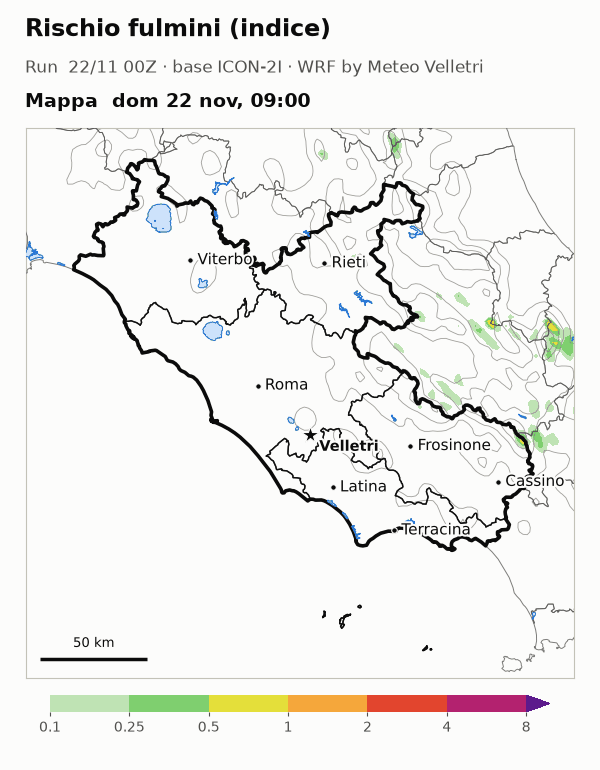 Rischio fulmini (indice)
Run  22/11 00Z · base ICON-2I · WRF by Meteo Velletri
Mappa  dom 22 nov, 09:00
Viterbo
Rieti
Roma
Velletri
Frosinone
Latina
Cassino
Terracina
50 km
0.1 0.25 0.5 1 2 4 8